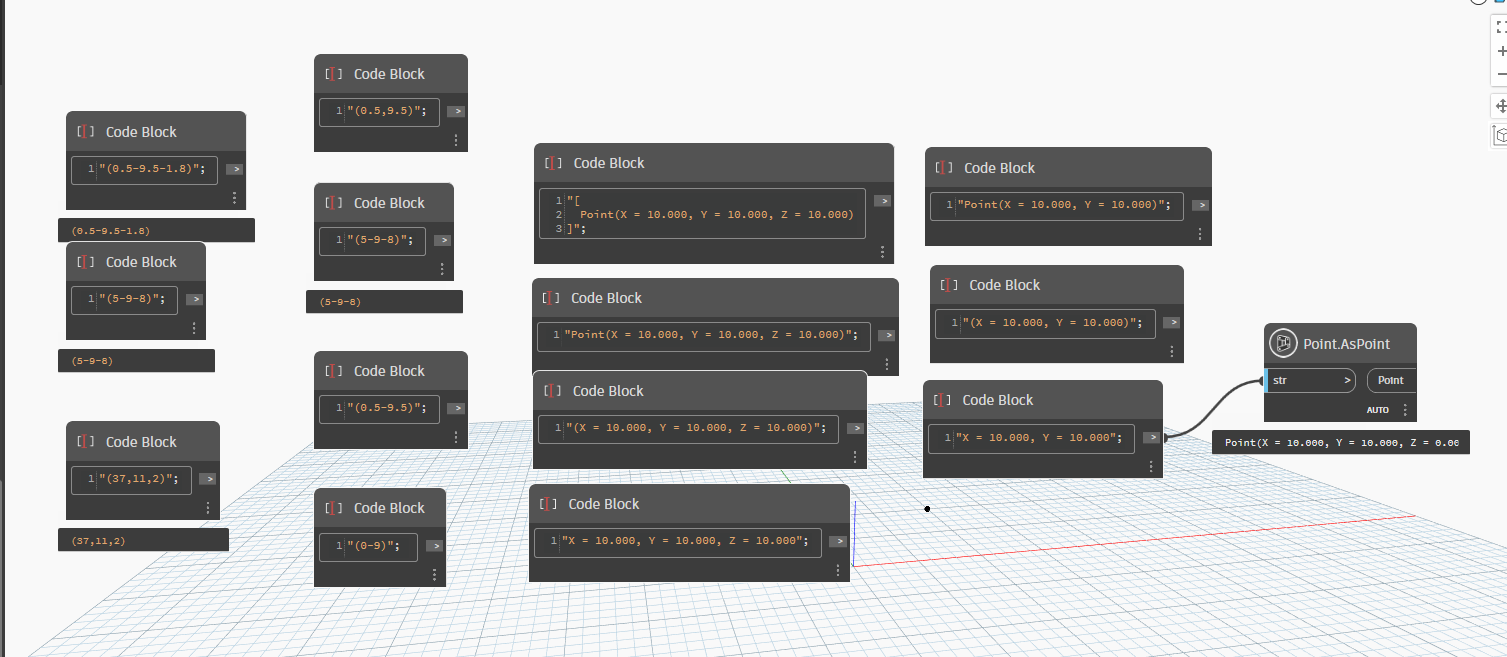 Code Block
1 "(0.5-9.5-1.8)"; >
(0.5-9.5-1.8)
Code Block
1 "(5-9-8)"; >
(5-9-8)
Code Block
1 "(37,11,2)"; >
(37,11,2)
Code Block
1 "(0.5,9.5)"; >
Code Block
1 "(5-9-8)"; >
(5-9-8)
Code Block
1 "(0.5-9.5)"; >
Code Block
1 "(0-9)"; >
Code Block
1 "[
2 Point(X = 10.000, Y = 10.000, Z = 10.000)
3 ]"; >
Code Block
1 "Point(X = 10.000, Y = 10.000, Z = 10.000)"; >
Code Block
1 "(X = 10.000, Y = 10.000, Z = 10.000)"; >
Code Block
1 "X = 10.000, Y = 10.000, Z = 10.000"; >
Code Block
1 "Point(X = 10.000, Y = 10.000)"; >
Code Block
1 "(X = 10.000, Y = 10.000)"; >
Code Block
1 "X = 10.000, Y = 10.000"; >
Point.AsPoint
str > Point
AUTO
Point(X = 10.000, Y = 10.000, Z = 0.00